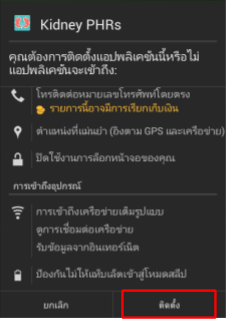 Kidney PHRs
คุณต้องการติดตั้งแอปพลิเคชันนี้หรือไม่
แอปพลิเคชันจะเข้าถึง:
โทรติดต่อหมายเลขโทรศัพท์โดยตรง
รายการนี้อาจมีการเรียกเก็บเงิน
ตำแหน่งที่แม่นยำ (อิงตาม GPS และเครือข่าย)
ปิดใช้งานการล็อกหน้าจอของคุณ
การเข้าถึงอุปกรณ์
การเข้าถึงเครือข่ายเต็มรูปแบบ
ดูการเชื่อมต่อเครือข่าย
รับข้อมูลจากอินเทอร์เน็ต
ป้องกันไม่ให้แท็บเล็ตเข้าสู่โหมดสลีป
ยกเลิก
ติดตั้ง